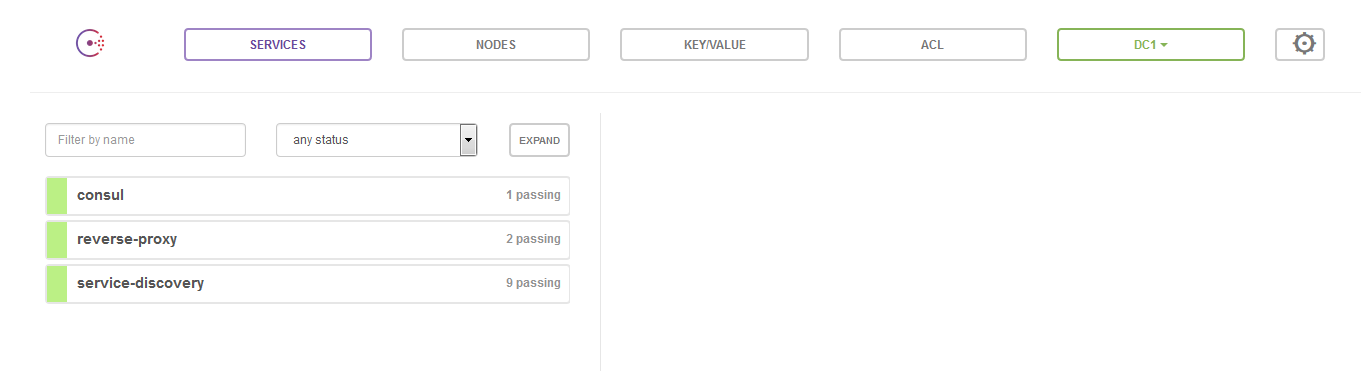 SERVICES NODES KEY/VALUE ACL DC1
Filter by name any status EXPAND
consul 1 passing
reverse-proxy 2 passing
service-discovery 9 passing